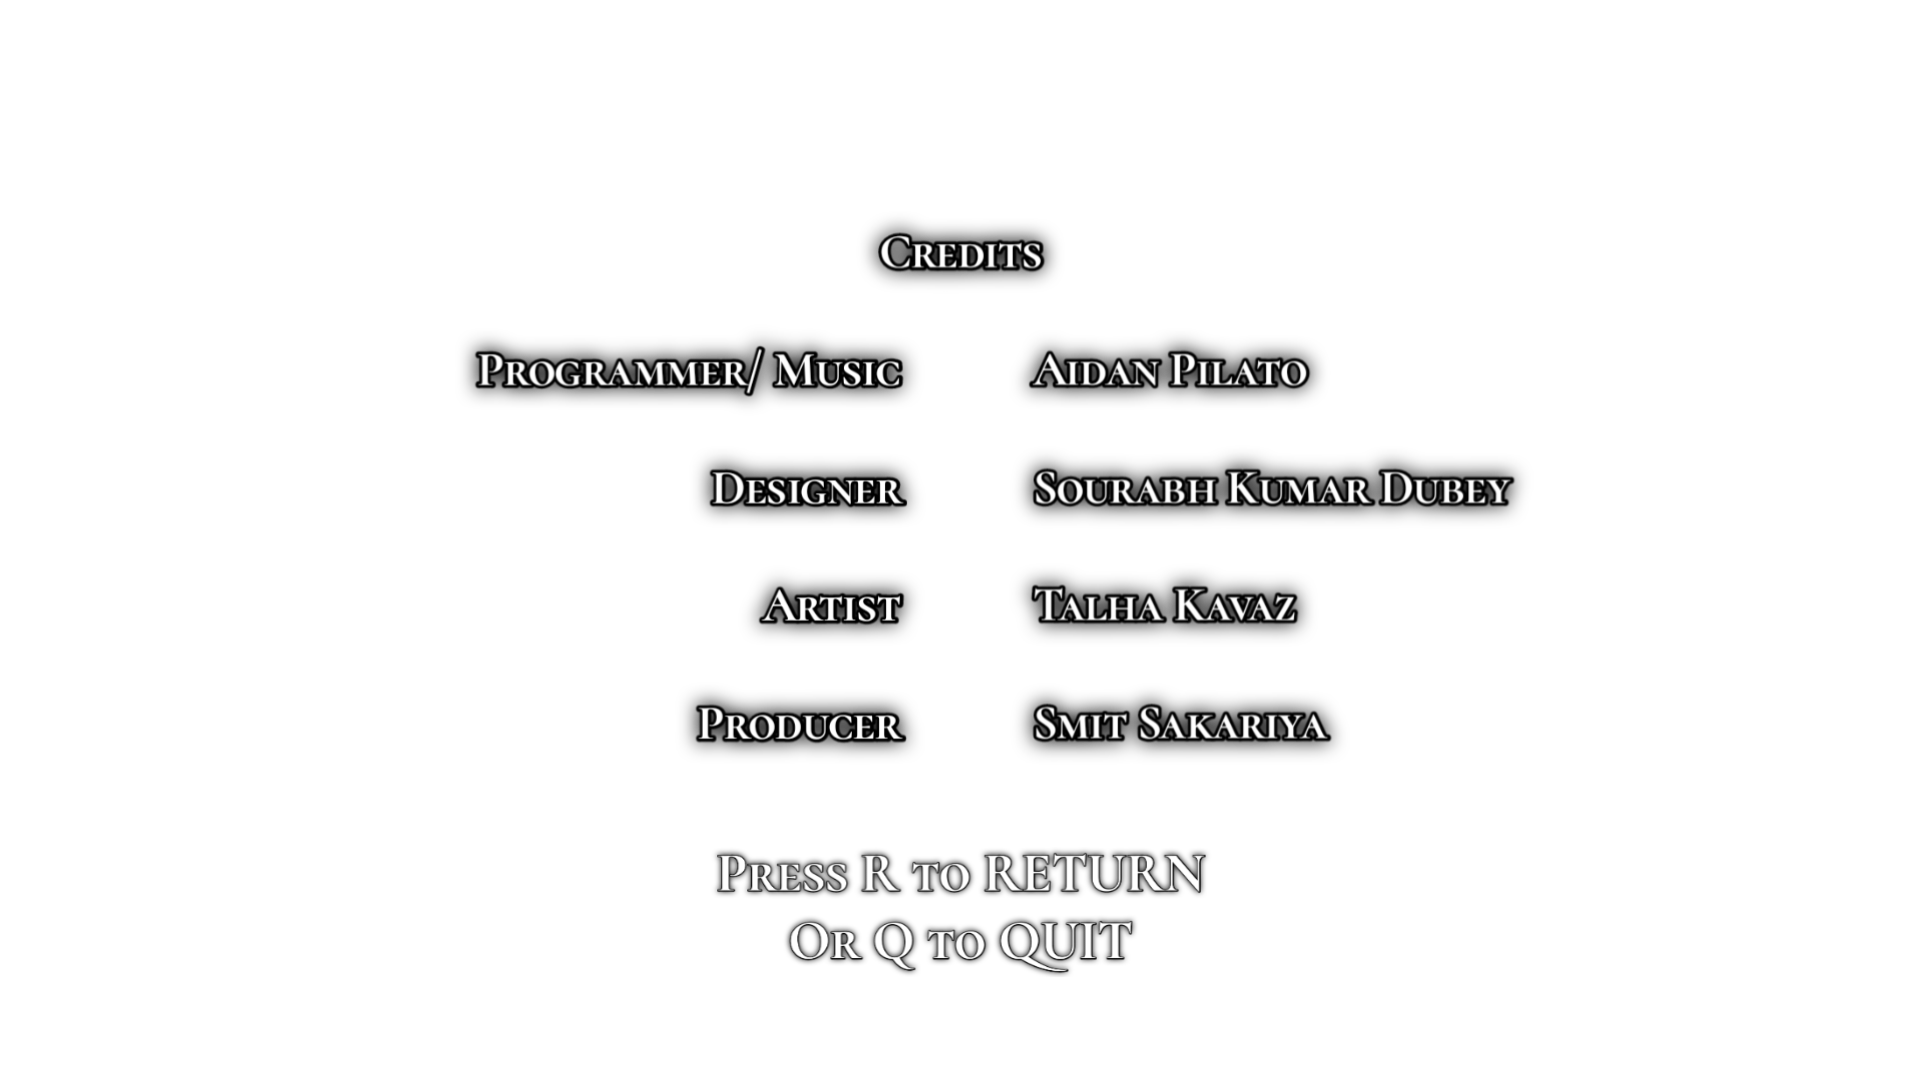 Credits
Programmer/ Music Aidan Pilato
Designer Sourabh Kumar Dubey
Artist Talha Kavaz
Producer Smit Sakariya
Press R to RETURN
Or Q to QUIT